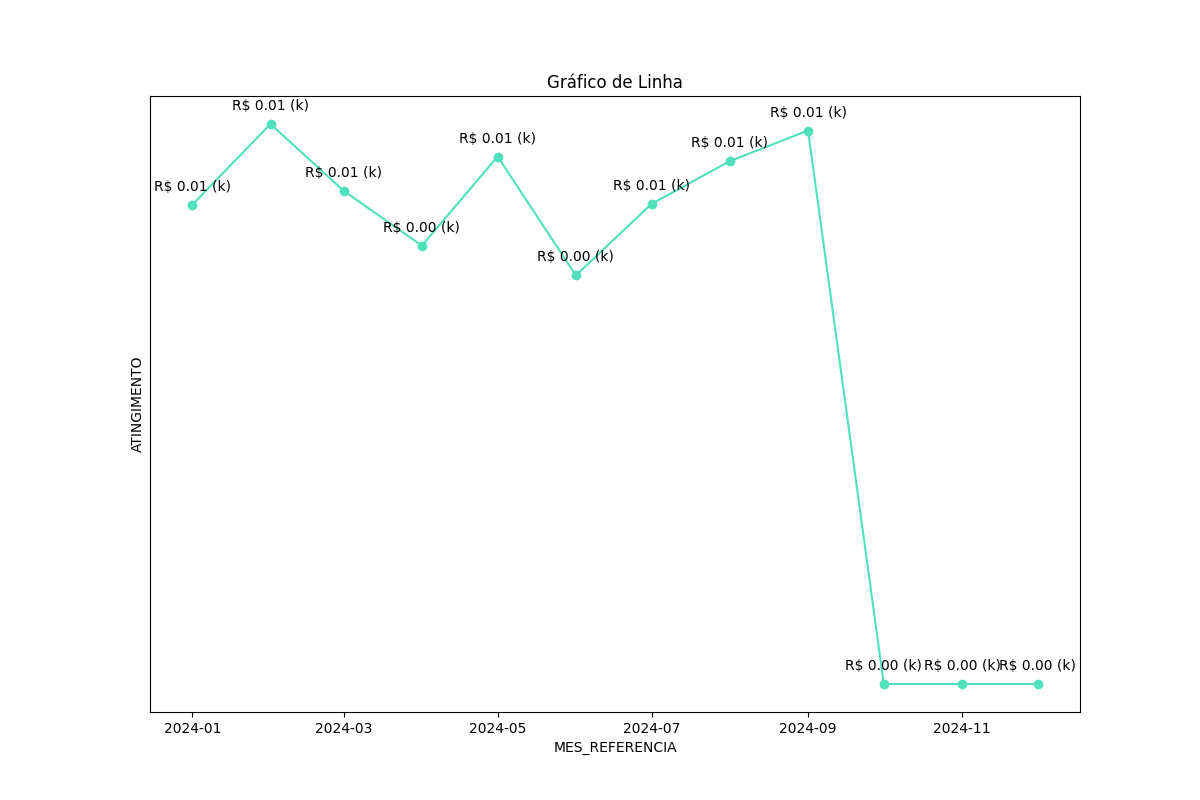 Gráfico de Linha
R$ 0.01 (k)
R$ 0.01 (k)
R$ 0.01 (k)
R$ 0.00 (k)
R$ 0.01 (k)
R$ 0.00 (k)
R$ 0.01 (k)
R$ 0.01 (k)
R$ 0.01 (k)
R$ 0.00 (k)
R$ 0.00 (k)
R$ 0.00 (k)
ATINGIMENTO
2024-01 2024-03 2024-05 2024-07 2024-09 2024-11
MES_REFERENCIA